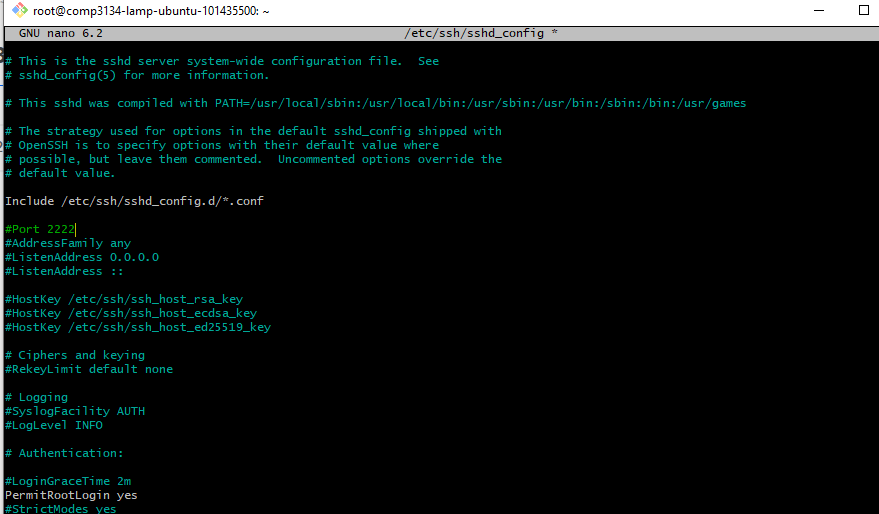 root@comp3134-lamp-ubuntu-101435500: ~
GNU nano 6.2 /etc/ssh/sshd_config *
# This is the sshd server system-wide configuration file.  See
# sshd_config(5) for more information.
# This sshd was compiled with PATH=/usr/local/sbin:/usr/local/bin:/usr/sbin:/usr/bin:/sbin:/bin:/usr/games
# The strategy used for options in the default sshd_config shipped with
# OpenSSH is to specify options with their default value where
# possible, but leave them commented.  Uncommented options override the
# default value.
Include /etc/ssh/sshd_config.d/*.conf
#Port 2222
#AddressFamily any
#ListenAddress 0.0.0.0
#ListenAddress ::
#HostKey /etc/ssh/ssh_host_rsa_key
#HostKey /etc/ssh/ssh_host_ecdsa_key
#HostKey /etc/ssh/ssh_host_ed25519_key
# Ciphers and keying
#RekeyLimit default none
# Logging
#SyslogFacility AUTH
#LogLevel INFO
# Authentication:
#LoginGraceTime 2m
PermitRootLogin yes
#StrictModes yes